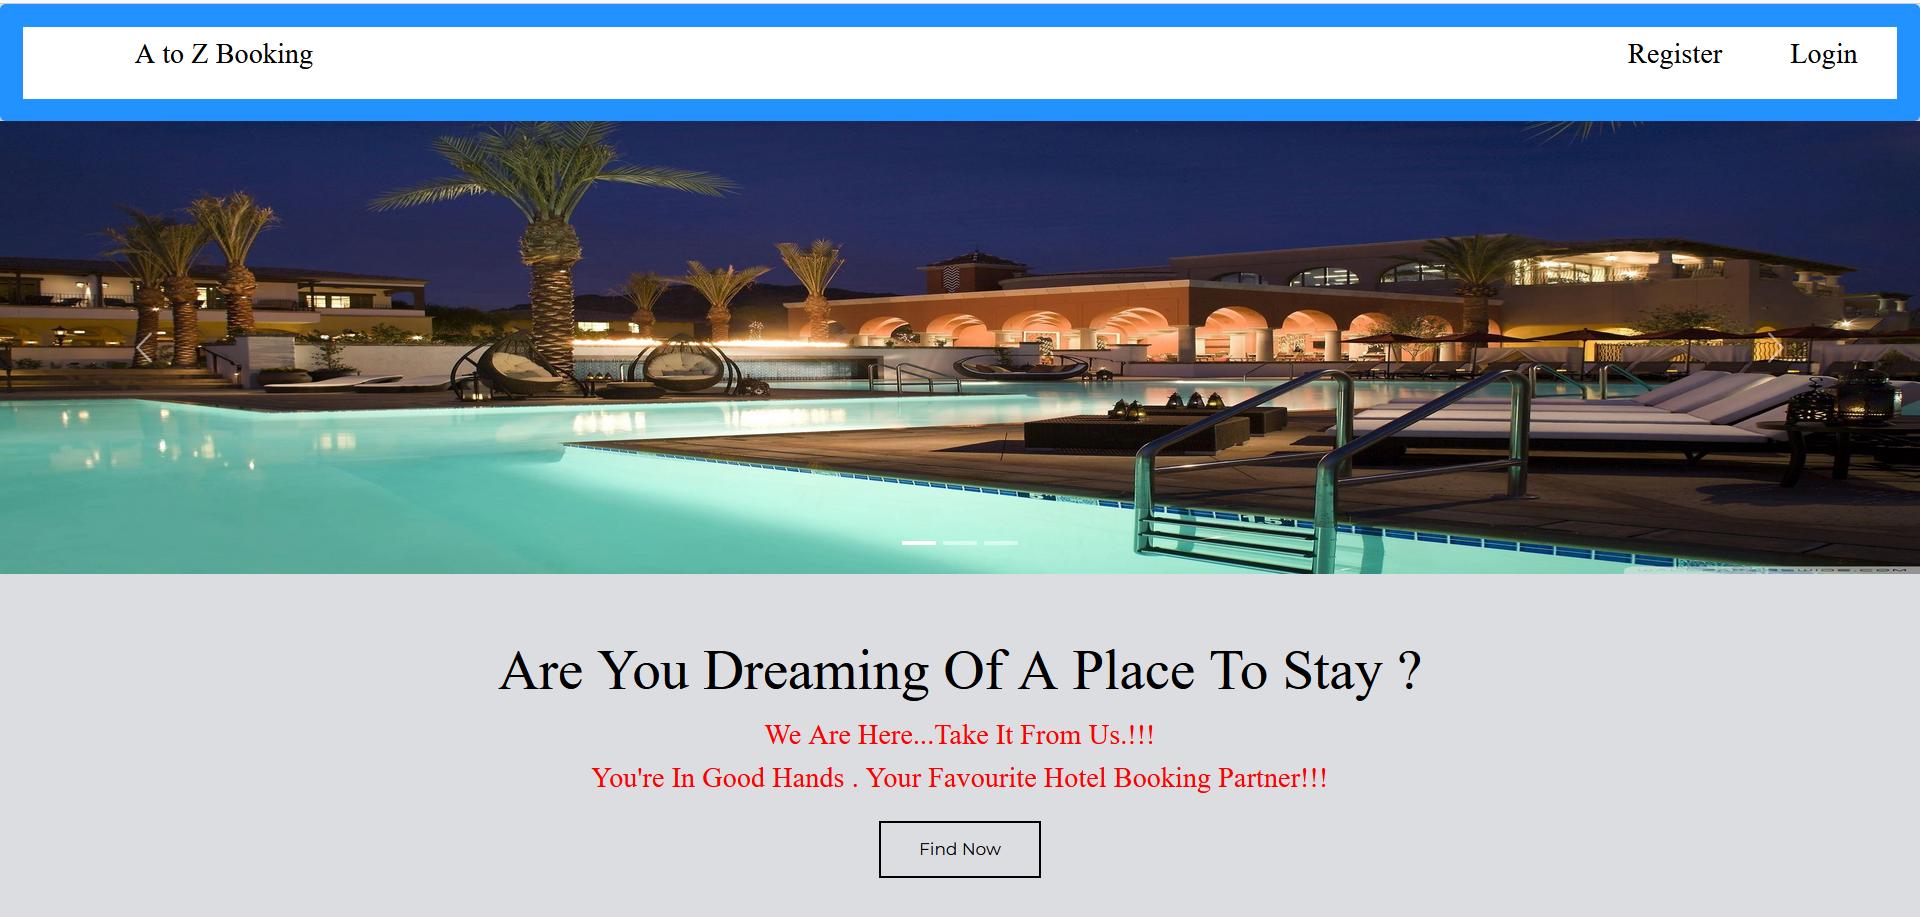 A to Z Booking
Register
Login
Are You Dreaming Of A Place To Stay ?
We Are Here...Take It From Us.!!!
You're In Good Hands . Your Favourite Hotel Booking Partner!!!
Find Now